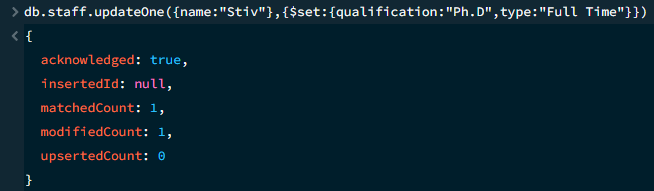 > db.staff.updateOne({name:"Stiv"},{$set:{qualification:"Ph.D",type:"Full Time"}})
< {
acknowledged: true,
insertedId: null,
matchedCount: 1,
modifiedCount: 1,
upsertedCount: 0
}